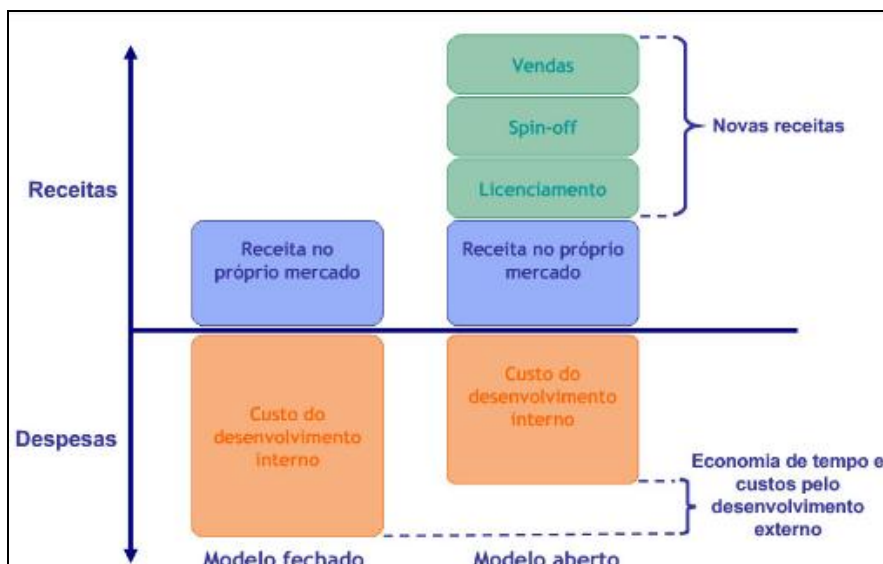 Vendas
Spin-off
Licenciamento
Novas receitas
Receitas
Receita no
próprio mercado
Receita no próprio
mercado
Custo do
desenvolvimento
interno
Custo do
desenvolvimento
interno
Despesas
Economia de tempo e
custos pelo
desenvolvimento
externo
Modelo fechado
Modelo aberto